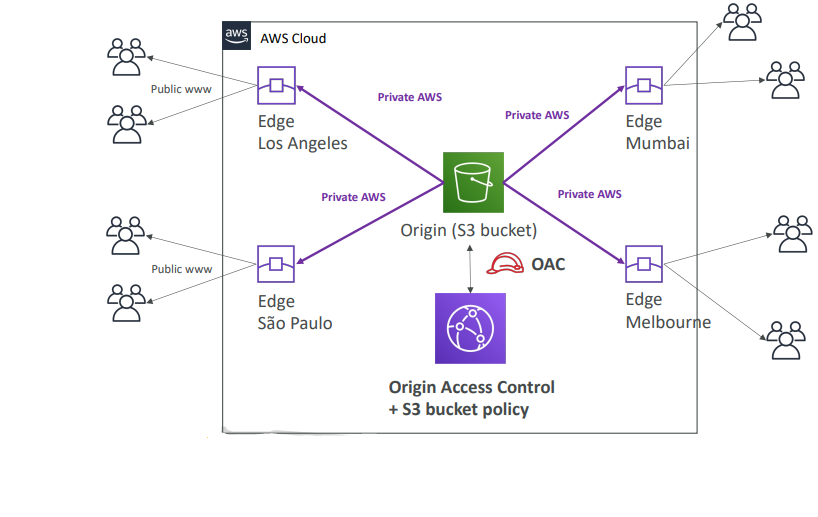 aws
AWS Cloud
Public www
Private AWS
Private AWS
Edge
Los Angeles
Edge
Mumbai
Private AWS
Private AWS
Origin (S3 bucket)
OAC
Public www
Edge
São Paulo
Edge
Melbourne
Origin Access Control
+ S3 bucket policy